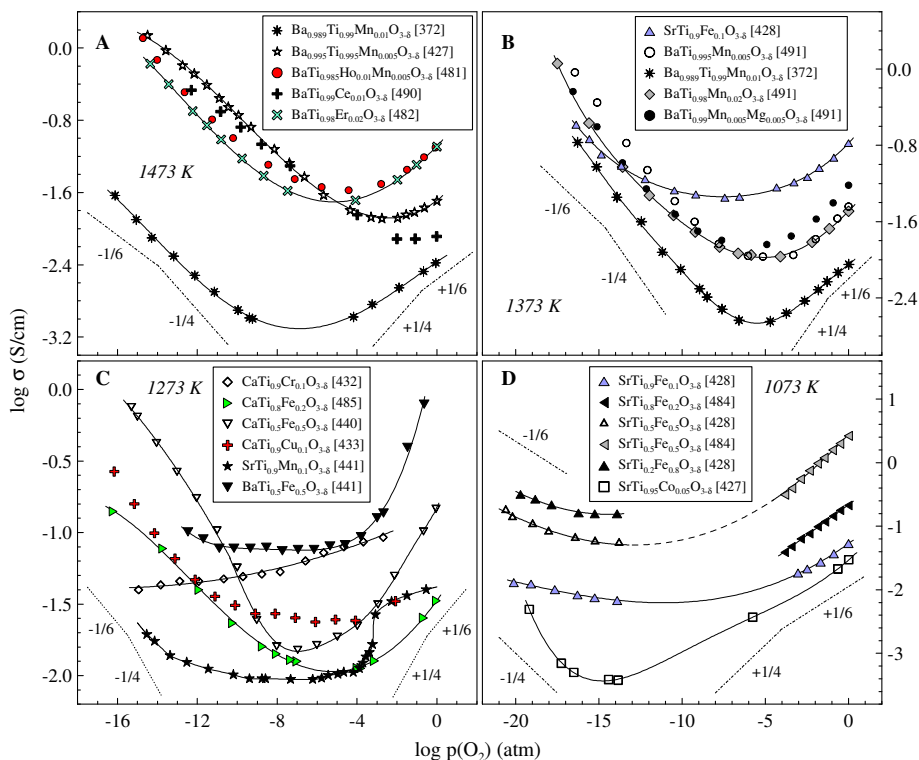 A
Ba0.989Ti0.99Mn0.01O3-δ [372]
Ba0.995Ti0.995Mn0.005O3-δ [427]
BaTi0.985Ho0.01Mn0.005O3-δ [481]
BaTi0.99Ce0.01O3-δ [490]
BaTi0.98Er0.02O3-δ [482]
1473 K
-1/6
-1/4
+1/6
+1/4
0.0
-0.8
-1.6
-2.4
-3.2
B
SrTi0.9Fe0.1O3-δ [428]
BaTi0.995Mn0.005O3-δ [491]
Ba0.989Ti0.99Mn0.01O3-δ [372]
BaTi0.98Mn0.02O3-δ [491]
BaTi0.99Mn0.005Mg0.005O3-δ [491]
1373 K
-1/6
-1/4
+1/6
+1/4
0.0
-0.8
-1.6
-2.4
log σ (S/cm)
C
1273 K
CaTi0.9Cr0.1O3-δ [432]
CaTi0.8Fe0.2O3-δ [485]
CaTi0.5Fe0.5O3-δ [440]
CaTi0.9Cu0.1O3-δ [433]
SrTi0.9Mn0.1O3-δ [441]
BaTi0.5Fe0.5O3-δ [441]
-1/6
-1/4
+1/6
+1/4
0.0
-0.5
-1.0
-1.5
-2.0
-16 -12 -8 -4 0
D
1073 K
SrTi0.9Fe0.1O3-δ [428]
SrTi0.8Fe0.2O3-δ [484]
SrTi0.5Fe0.5O3-δ [428]
SrTi0.5Fe0.5O3-δ [484]
SrTi0.2Fe0.8O3-δ [428]
SrTi0.95Co0.05O3-δ [427]
-1/6
-1/4
+1/6
+1/4
1
0
-1
-2
-3
-20 -15 -10 -5 0
log p(O2) (atm)